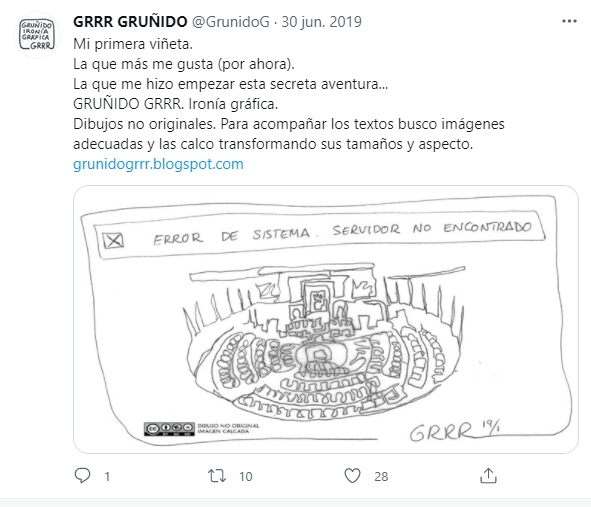 GRUÑIDO
IRONÍA
GRÁFICA
GRRR
GRRR GRUÑIDO @GrunidoG · 30 jun. 2019
Mi primera viñeta.
La que más me gusta (por ahora).
La que me hizo empezar esta secreta aventura...
GRUÑIDO GRRR. Ironía gráfica.
Dibujos no originales. Para acompañar los textos busco imágenes
adecuadas y las calco transformando sus tamaños y aspecto.
grunidogrrr.blogspot.com
ERROR DE SISTEMA. SERVIDOR NO ENCONTRADO
DIBUJO NO ORIGINAL
IMAGEN CALCADA
GRRR 19/1
1
10
28